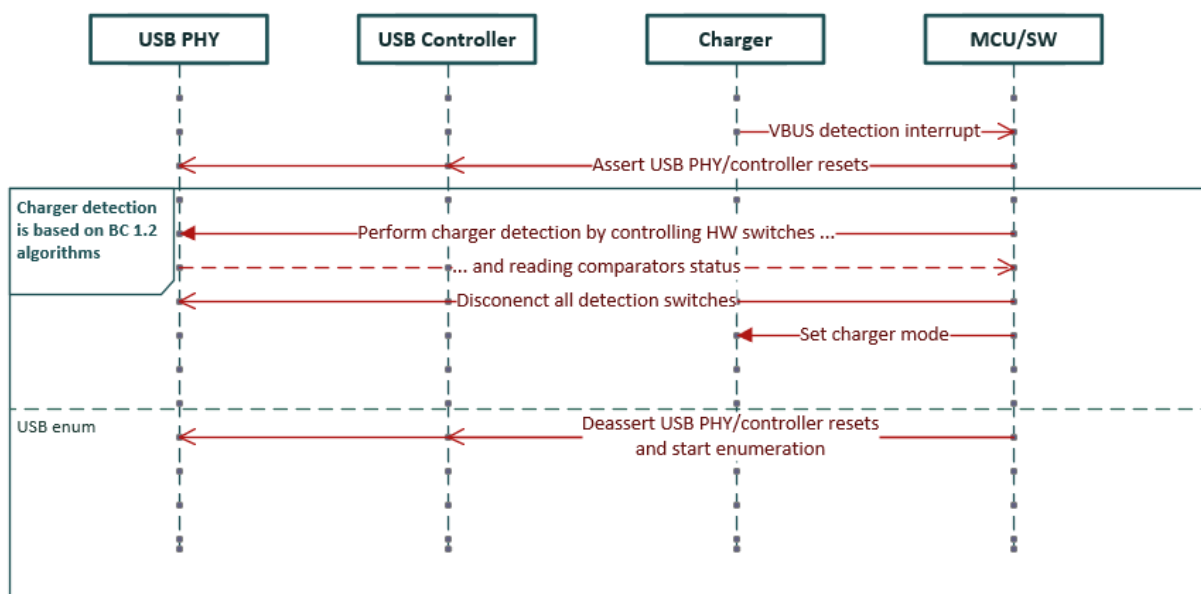 USB PHY
USB Controller
Charger
MCU/SW
VBUS detection interrupt
Assert USB PHY/controller resets
Charger detection
is based on BC 1.2
algorithms
Perform charger detection by controlling HW switches ...
... and reading comparators status
Disconenct all detection switches
Set charger mode
USB enum
Deassert USB PHY/controller resets
and start enumeration